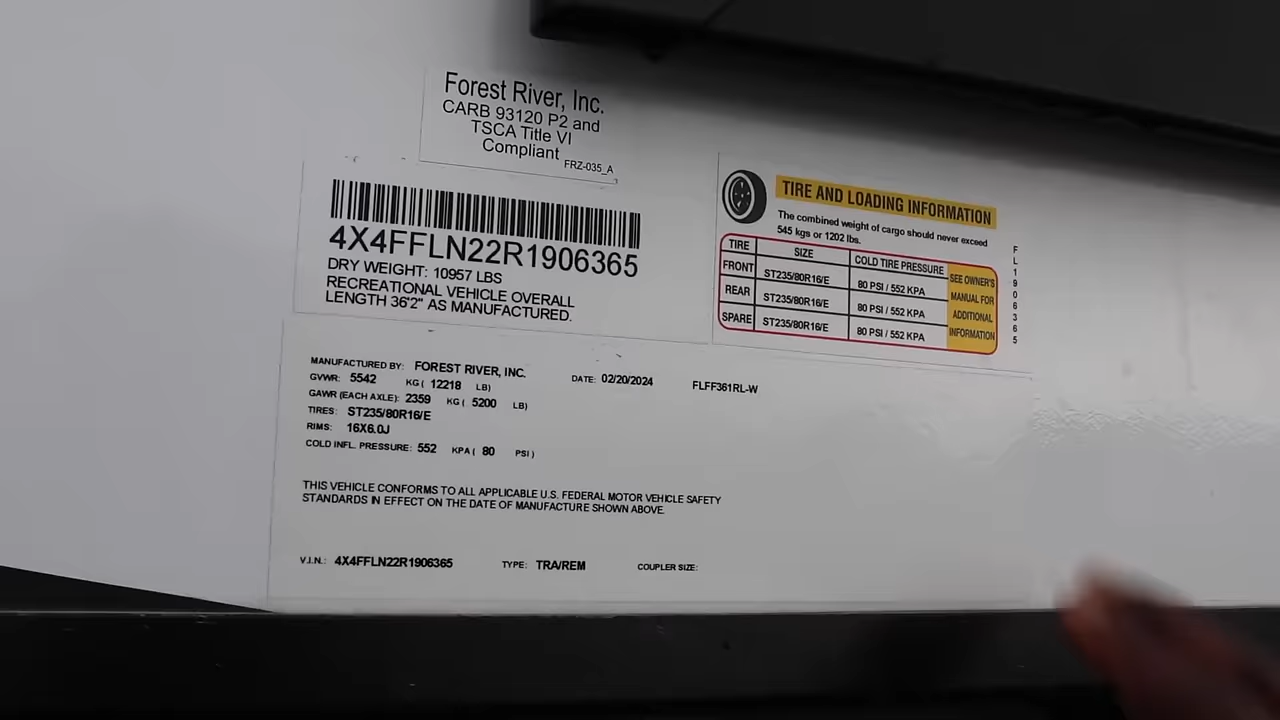 Forest River, Inc.
CARB 93120 P2 and
TSCA Title VI
Compliant
FRZ-035_A
4X4FFLN22R1906365
DRY WEIGHT: 10957 LBS
RECREATIONAL VEHICLE OVERALL
LENGTH 36'2" AS MANUFACTURED.
TIRE AND LOADING INFORMATION
The combined weight of cargo should never exceed
545 kgs or 1202 lbs.
TIRE SIZE COLD TIRE PRESSURE
FRONT ST235/80R16/E 80 PSI / 552 KPA
REAR ST235/80R16/E 80 PSI / 552 KPA
SPARE ST235/80R16/E 80 PSI / 552 KPA
SEE OWNER'S
MANUAL FOR
ADDITIONAL
INFORMATION
FL1906365
MANUFACTURED BY: FOREST RIVER, INC. DATE: 02/20/2024 FLFF361RL-W
GVWR: 5542 KG ( 12218 LB)
GAWR (EACH AXLE): 2359 KG ( 5200 LB)
TIRES: ST235/80R16/E
RIMS: 16X6.0J
COLD INFL. PRESSURE: 552 KPA ( 80 PSI )
THIS VEHICLE CONFORMS TO ALL APPLICABLE U.S. FEDERAL MOTOR VEHICLE SAFETY
STANDARDS IN EFFECT ON THE DATE OF MANUFACTURE SHOWN ABOVE.
V.I.N.: 4X4FFLN22R1906365 TYPE: TRA/REM COUPLER SIZE: